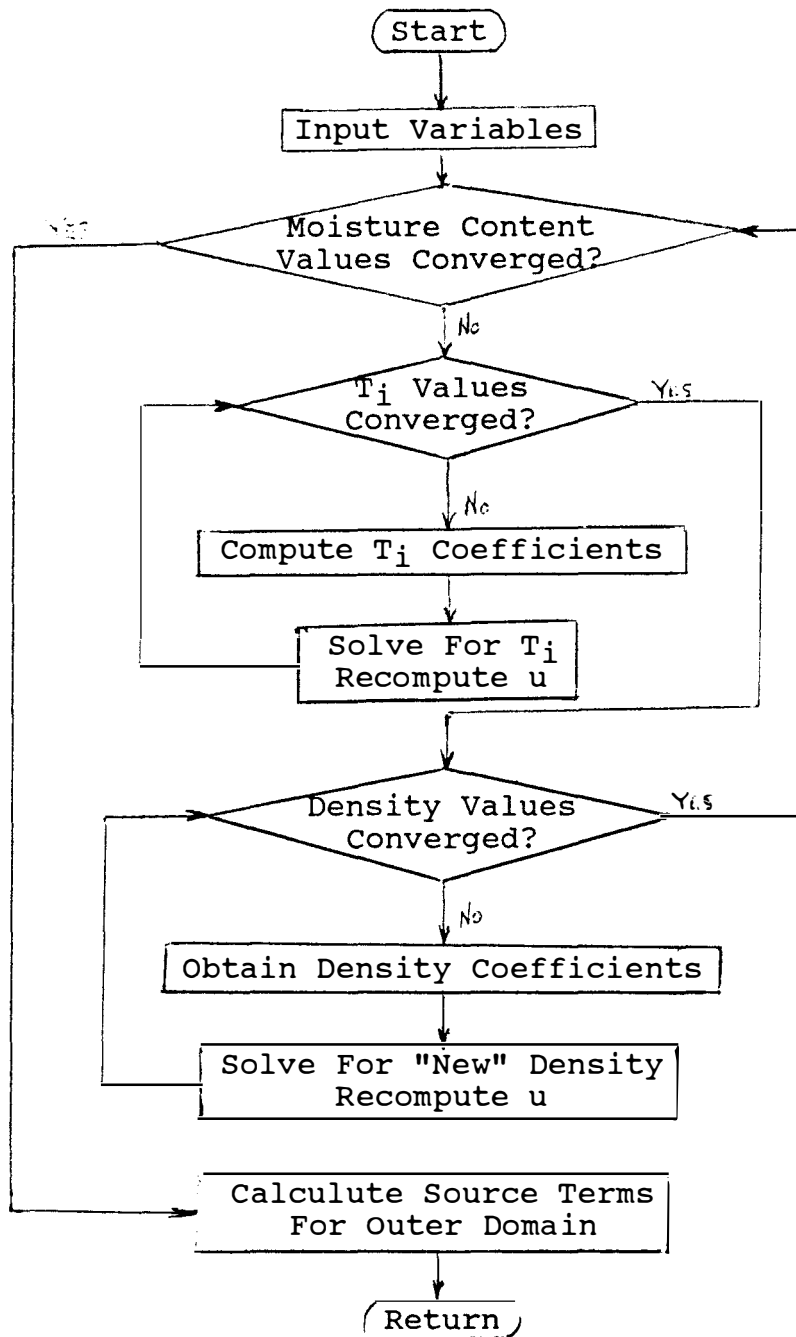 Start
Input Variables
Yes
Moisture Content
Values Converged?
No
Ti Values
Converged?
Yes
No
Compute Ti Coefficients
Solve For Ti
Recompute u
Density Values
Converged?
Yes
No
Obtain Density Coefficients
Solve For "New" Density
Recompute u
Calculute Source Terms
For Outer Domain
Return